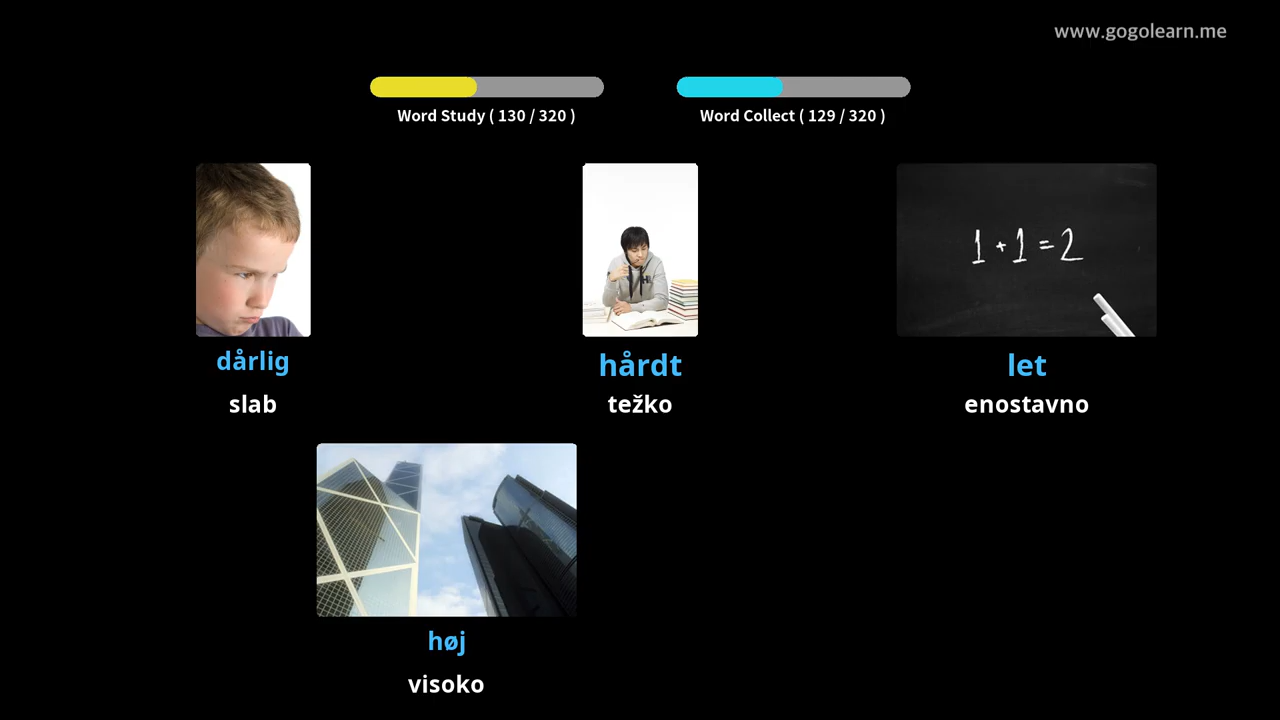 www.gogolearn.me
Word Study ( 130 / 320 )
Word Collect ( 129 / 320 )
1 + 1 = 2
dårlig
slab
hårdt
težko
let
enostavno
høj
visoko